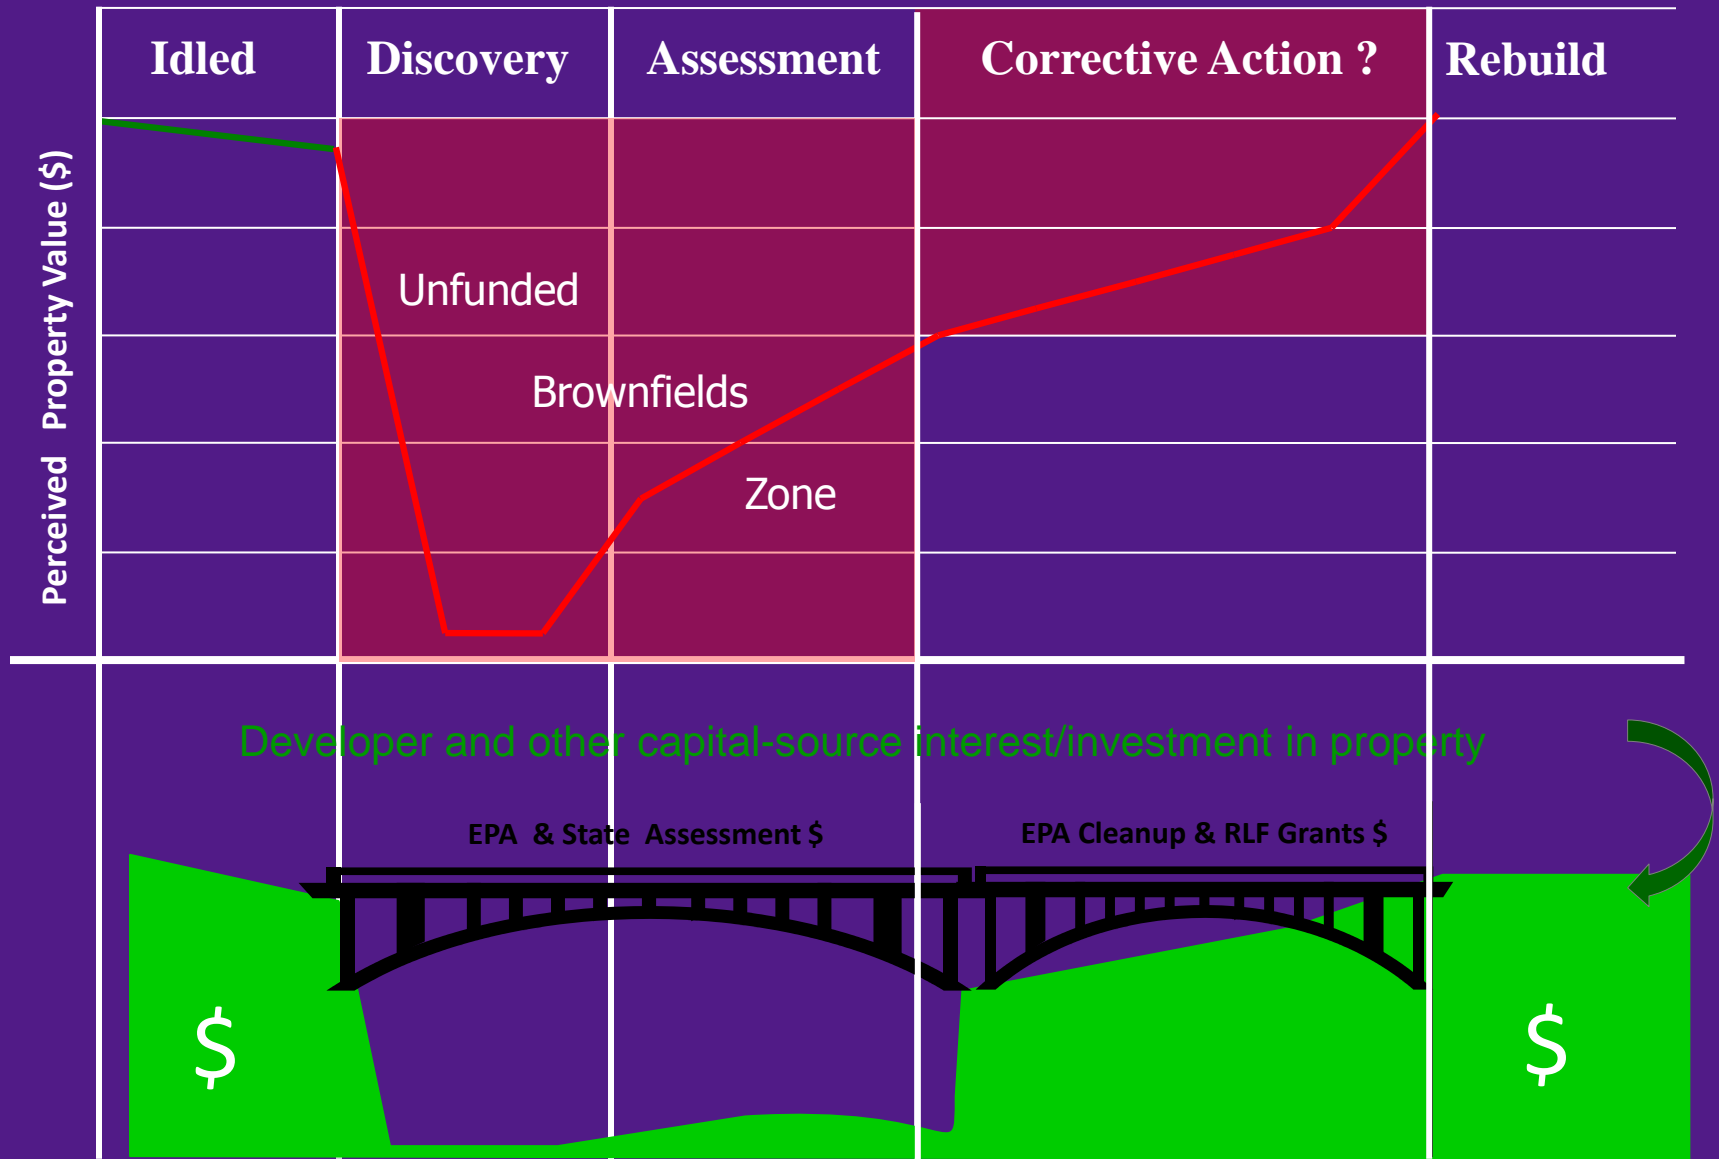 Idled
Discovery
Assessment
Corrective Action ?
Rebuild
Perceived Property Value ($)
Unfunded
Brownfields
Zone
Developer and other capital-source interest/investment in property
EPA & State Assessment $
EPA Cleanup & RLF Grants $
$
$